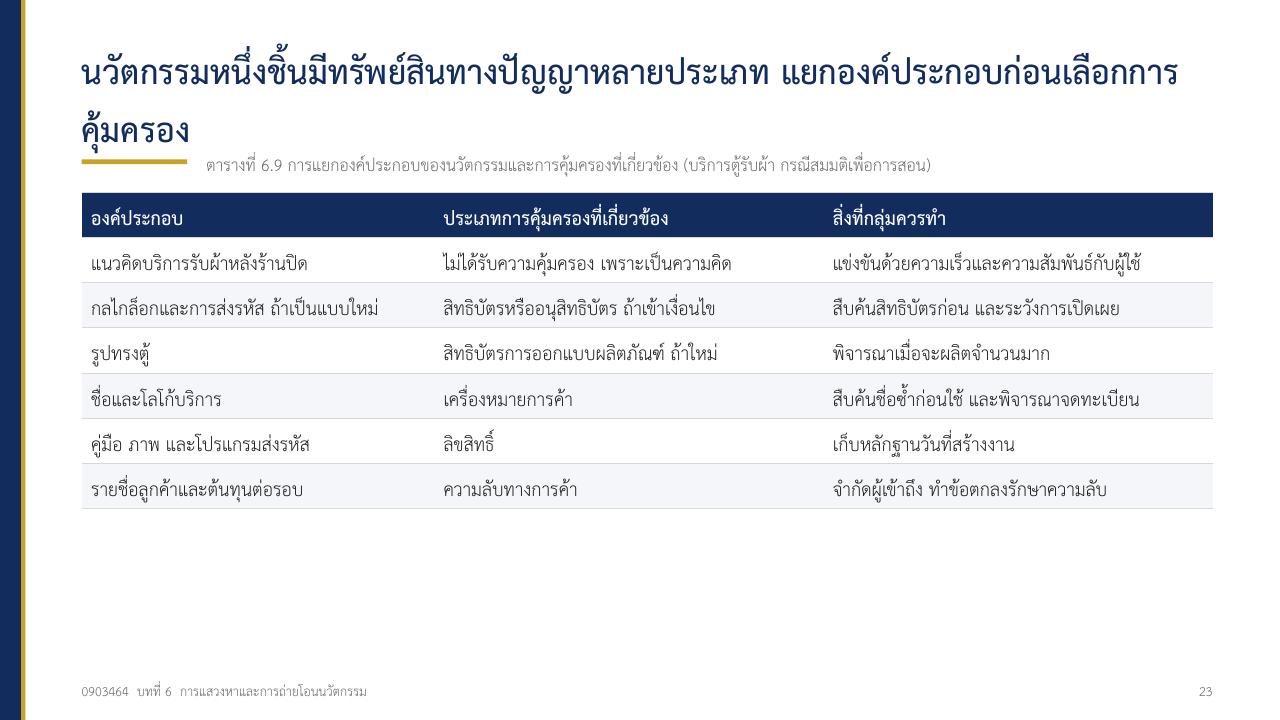 นวัตกรรมหนึ่งชิ้นมีทรัพย์สินทางปัญญาหลายประเภท แยกองค์ประกอบก่อนเลือกการ
คุ้มครอง
ตารางที่ 6.9 การแยกองค์ประกอบของนวัตกรรมและการคุ้มครองที่เกี่ยวข้อง (บริการตู้รับผ้า กรณีสมมติเพื่อการสอน)
องค์ประกอบ ประเภทการคุ้มครองที่เกี่ยวข้อง สิ่งที่กลุ่มควรทำ
แนวคิดบริการรับผ้าหลังร้านปิด ไม่ได้รับความคุ้มครอง เพราะเป็นความคิด แข่งขันด้วยความเร็วและความสัมพันธ์กับผู้ใช้
กลไกล็อกและการส่งรหัส ถ้าเป็นแบบใหม่ สิทธิบัตรหรืออนุสิทธิบัตร ถ้าเข้าเงื่อนไข สืบค้นสิทธิบัตรก่อน และระวังการเปิดเผย
รูปทรงตู้ สิทธิบัตรการออกแบบผลิตภัณฑ์ ถ้าใหม่ พิจารณาเมื่อจะผลิตจำนวนมาก
ชื่อและโลโก้บริการ เครื่องหมายการค้า สืบค้นชื่อซ้ำก่อนใช้ และพิจารณาจดทะเบียน
คู่มือ ภาพ และโปรแกรมส่งรหัส ลิขสิทธิ์ เก็บหลักฐานวันที่สร้างงาน
รายชื่อลูกค้าและต้นทุนต่อรอบ ความลับทางการค้า จำกัดผู้เข้าถึง ทำข้อตกลงรักษาความลับ
0903464 บทที่ 6 การแสวงหาและการถ่ายโอนนวัตกรรม 23